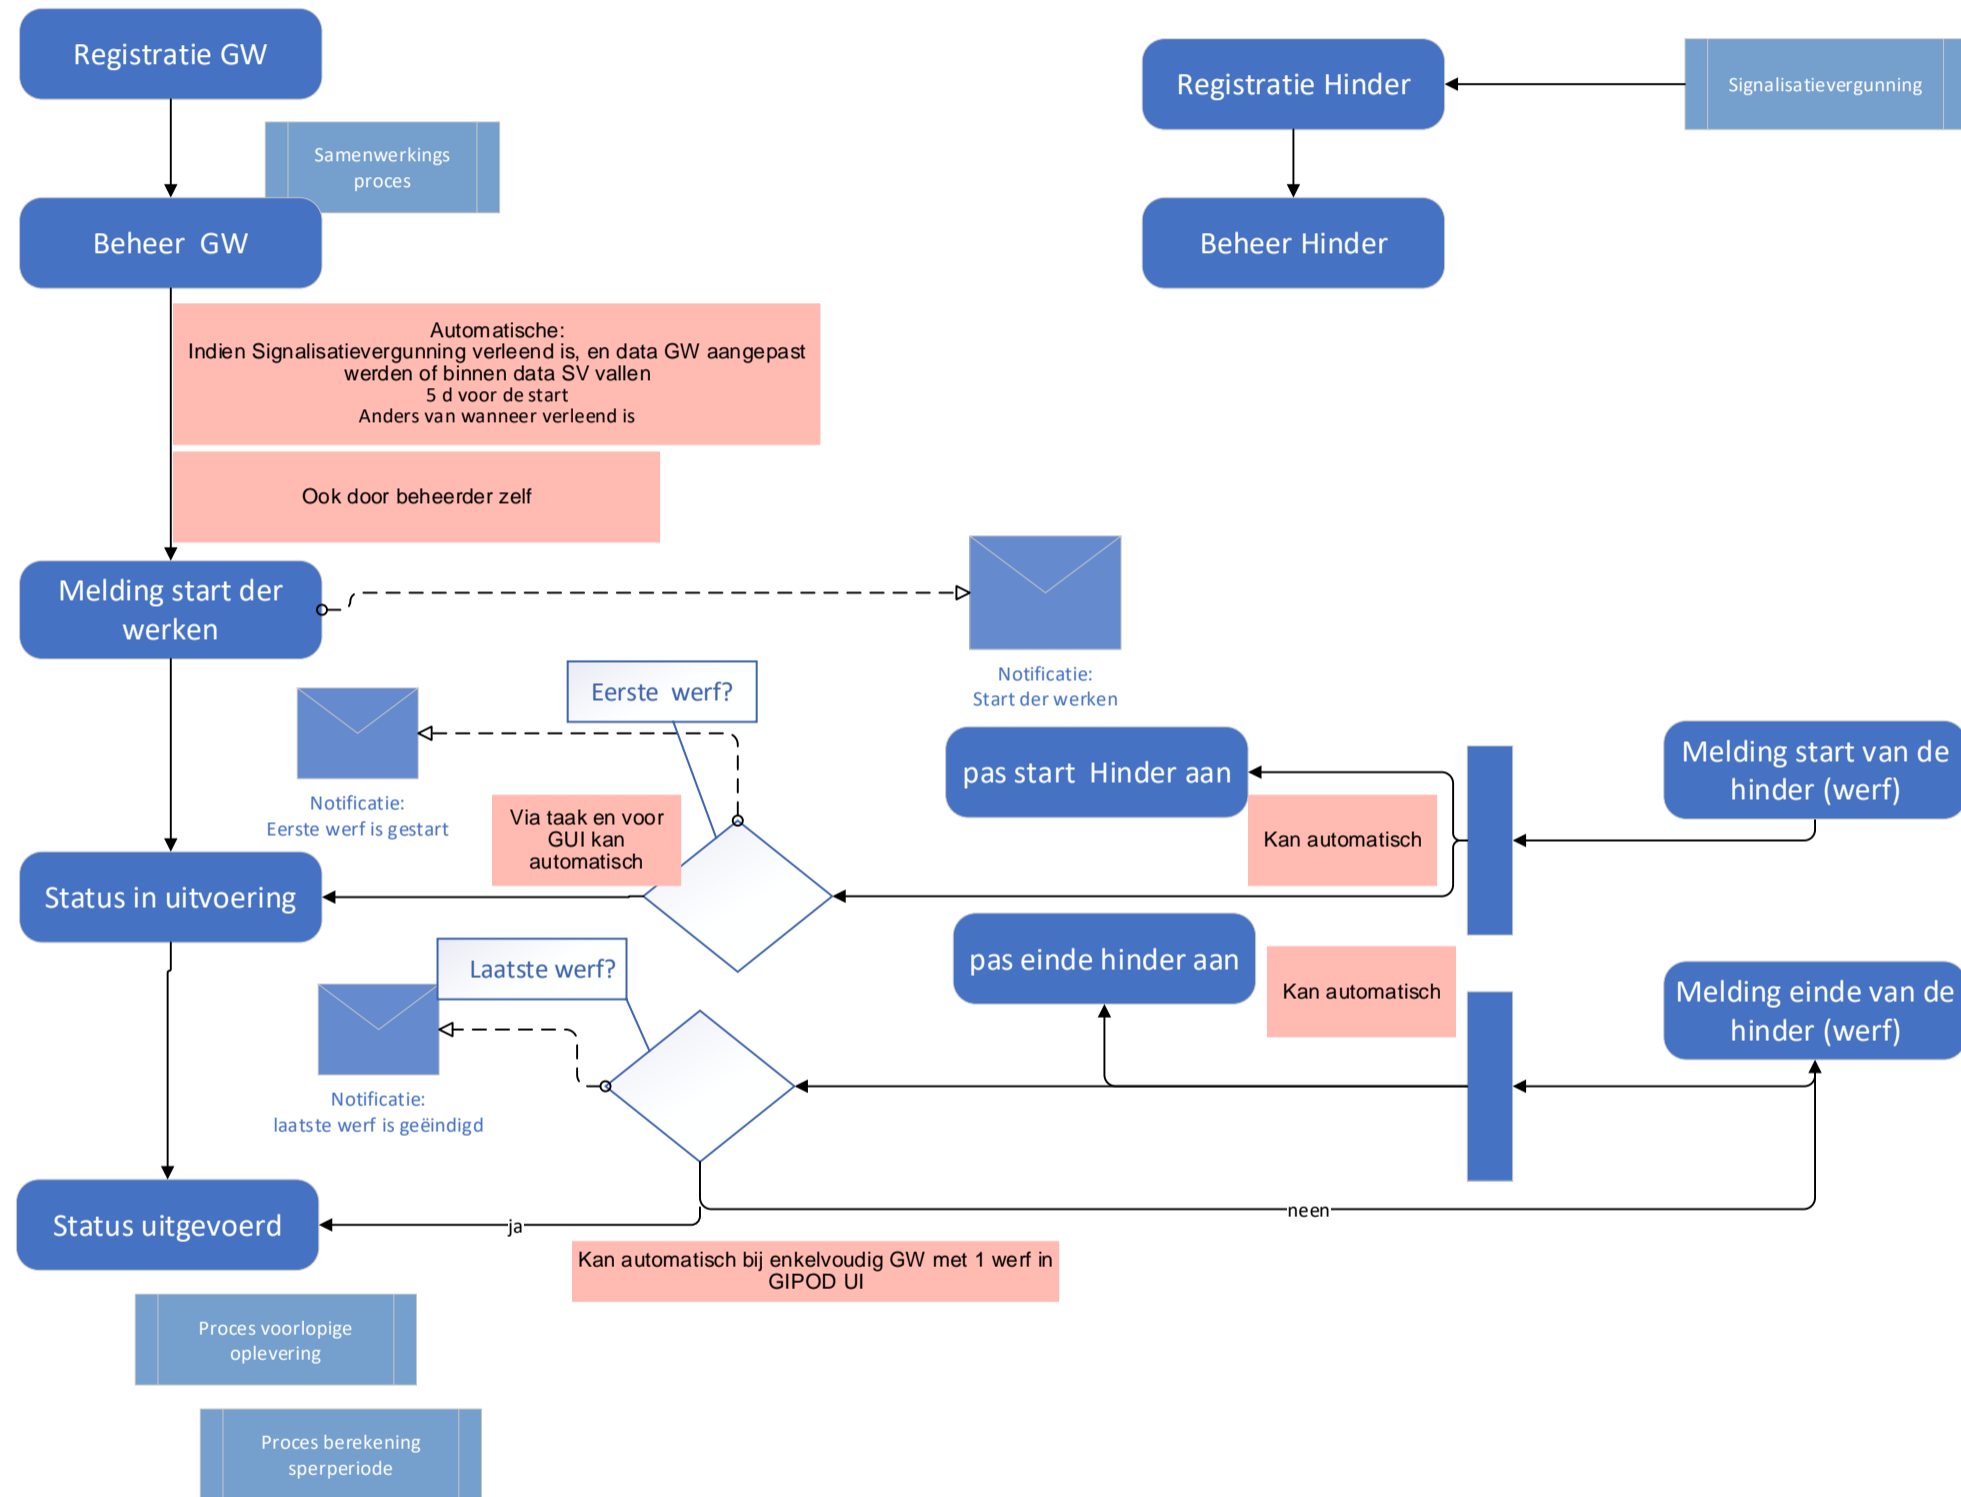 Registratie GW
Registratie Hinder
Signalisatievergunning
Samenwerkings
proces
Beheer  GW
Beheer Hinder
Automatische:
Indien Signalisatievergunning verleend is, en data GW aangepast
werden of binnen data SV vallen
5 d voor de start
Anders van wanneer verleend is
Ook door beheerder zelf
Melding start der
werken
Notificatie:
Start der werken
Eerste  werf?
Notificatie:
Eerste werf is gestart
Via taak en voor
GUI kan
automatisch
pas start  Hinder aan
Kan automatisch
Melding start van de
hinder (werf)
Status in uitvoering
Laatste werf?
pas einde hinder aan
Kan automatisch
Melding einde van de
hinder (werf)
Notificatie:
laatste werf is geëindigd
Status uitgevoerd
ja
neen
Kan automatisch bij enkelvoudig GW met 1 werf in
GIPOD UI
Proces voorlopige
oplevering
Proces berekening
sperperiode